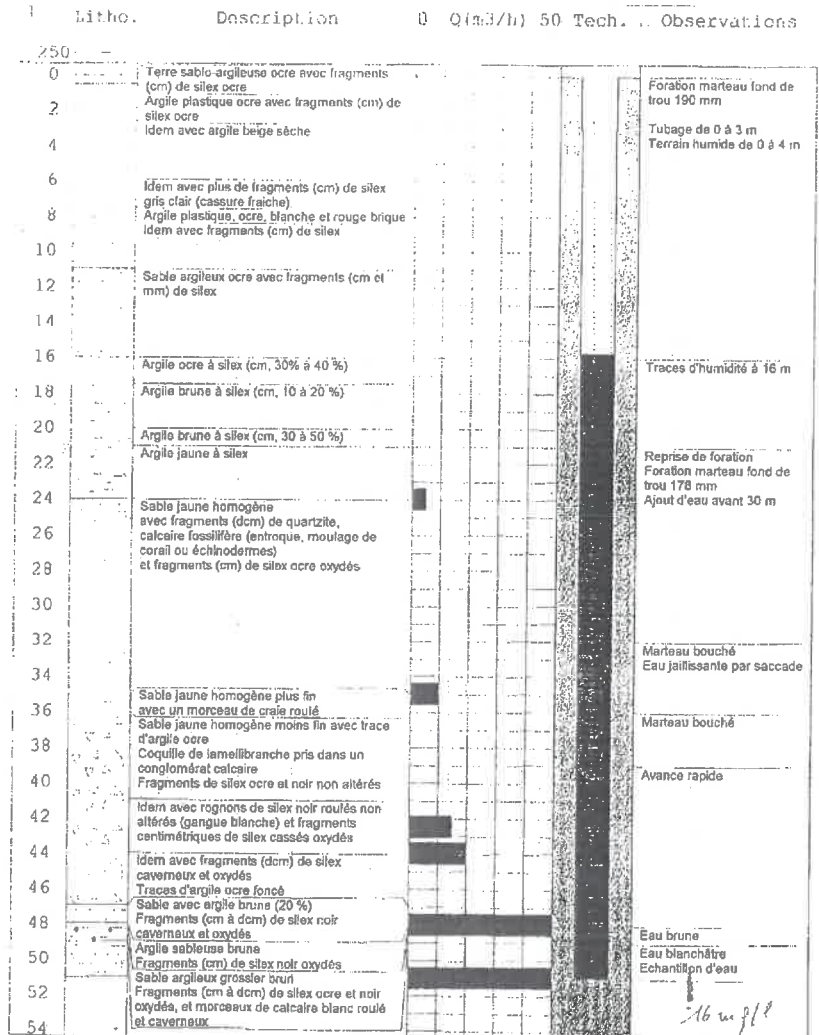 Litho. Description 0 Q(m3/h) 50 Tech. Observations
250
0
2
4
6
8
10
12
14
16
18
20
22
24
26
28
30
32
34
36
38
40
42
44
46
48
50
52
54
Terre sablo-argileuse ocre avec fragments
(cm) de silex ocre
Argile plastique ocre avec fragments (cm) de
silex ocre
Idem avec argile beige sèche
Idem avec plus de fragments (cm) de silex
gris clair (cassure fraiche)
Argile plastique, ocre, blanche et rouge brique
Idem avec fragments (cm) de silex
Sable argileux ocre avec fragments (cm et
mm) de silex
Argile ocre à silex (cm, 30% à 40 %)
Argile brune à silex (cm, 10 à 20 %)
Argile brune à silex (cm, 30 à 50 %)
Argile jaune à silex
Sable jaune homogène
avec fragments (dcm) de quartzite,
calcaire fossilifère (entroque, moulage de
corail ou échinodermes)
et fragments (cm) de silex ocre oxydés
Sable jaune homogène plus fin
avec un morceau de craie roulé
Sable jaune homogène moins fin avec trace
d'argile ocre
Coquille de lamellibranche pris dans un
conglomérat calcaire
Fragments de silex ocre et noir non altérés
Idem avec rognons de silex noir roulés non
altérés (gangue blanche) et fragments
centimétriques de silex cassés oxydés
Idem avec fragments (dcm) de silex
caverneux et oxydés
Traces d'argile ocre foncé
Sable avec argile brune (20 %)
Fragments (cm à dcm) de silex noir
caverneux et oxydés
Argile sableuse brune
Fragments (cm) de silex noir oxydés
Sable argileux grossier brun
Fragments (cm à dcm) de silex ocre et noir
oxydés, et morceaux de calcaire blanc roulé
et caverneux
Foration marteau fond de
trou 190 mm
Tubage de 0 à 3 m
Terrain humide de 0 à 4 m
Traces d'humidité à 16 m
Reprise de foration
Foration marteau fond de
trou 178 mm
Ajout d'eau avant 30 m
Marteau bouché
Eau jaillissante par saccade
Marteau bouché
Avance rapide
Eau brune
Eau blanchâtre
Echantillon d'eau
16 mg/l